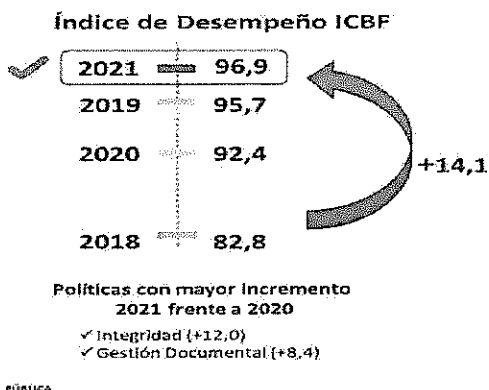 Índice de Desempeño ICBF
2021 96,9
2019 95,7
2020 92,4
2018 82,8
+14,1
Políticas con mayor incremento
2021 frente a 2020
✓ Integridad (+12,0)
✓ Gestión Documental (+8,4)
PÚBLICA